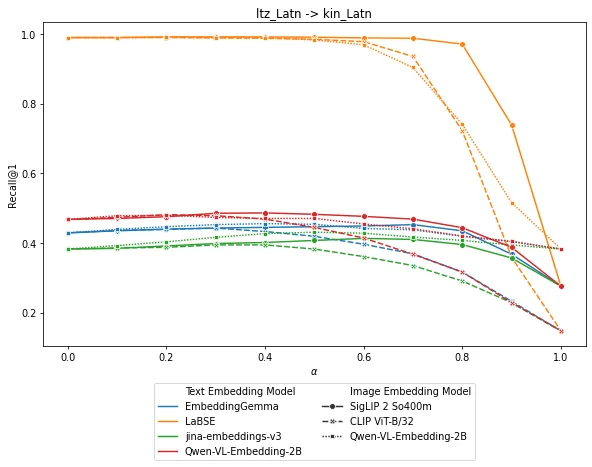 ltz_Latn -> kin_Latn
Recall@1
1.0
0.8
0.6
0.4
0.2
0.0 0.2 0.4 0.6 0.8 1.0
α
Text Embedding Model Image Embedding Model
EmbeddingGemma SigLIP 2 So400m
LaBSE CLIP ViT-B/32
jina-embeddings-v3 Qwen-VL-Embedding-2B
Qwen-VL-Embedding-2B